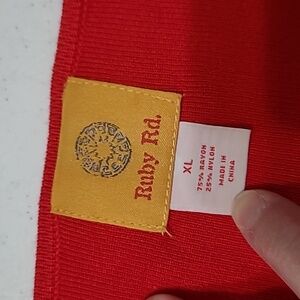 Ruby Rd.
XL
75% RAYON
25% NYLON
MADE IN
CHINA